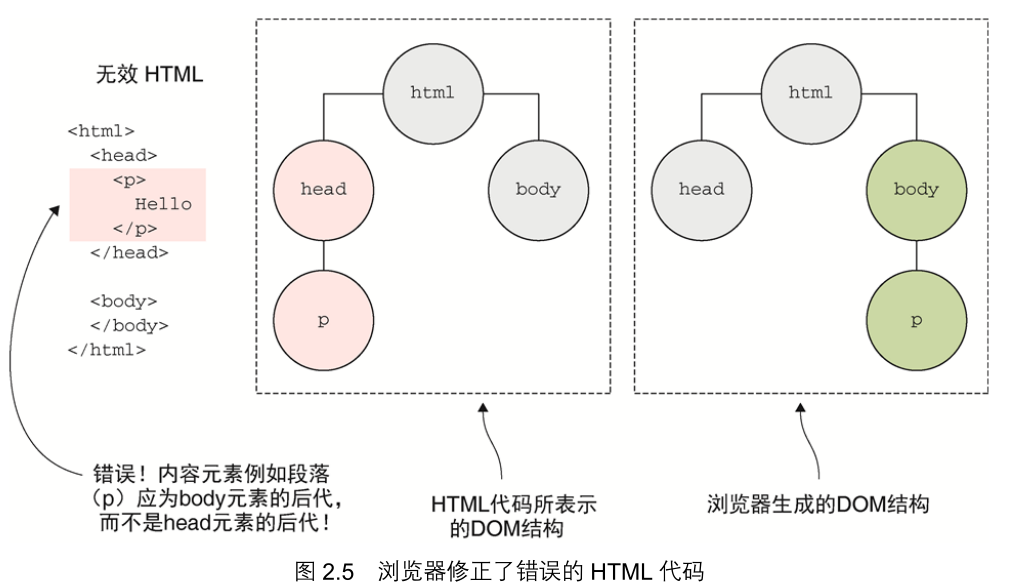 无效 HTML
<html>
<head>
<p>
Hello
</p>
</head>
<body>
</body>
</html>
错误！内容元素例如段落
（p）应为body元素的后代，
而不是head元素的后代！
html
head
body
p
HTML代码所表示
的DOM结构
html
head
body
p
浏览器生成的DOM结构
图 2.5 浏览器修正了错误的 HTML 代码